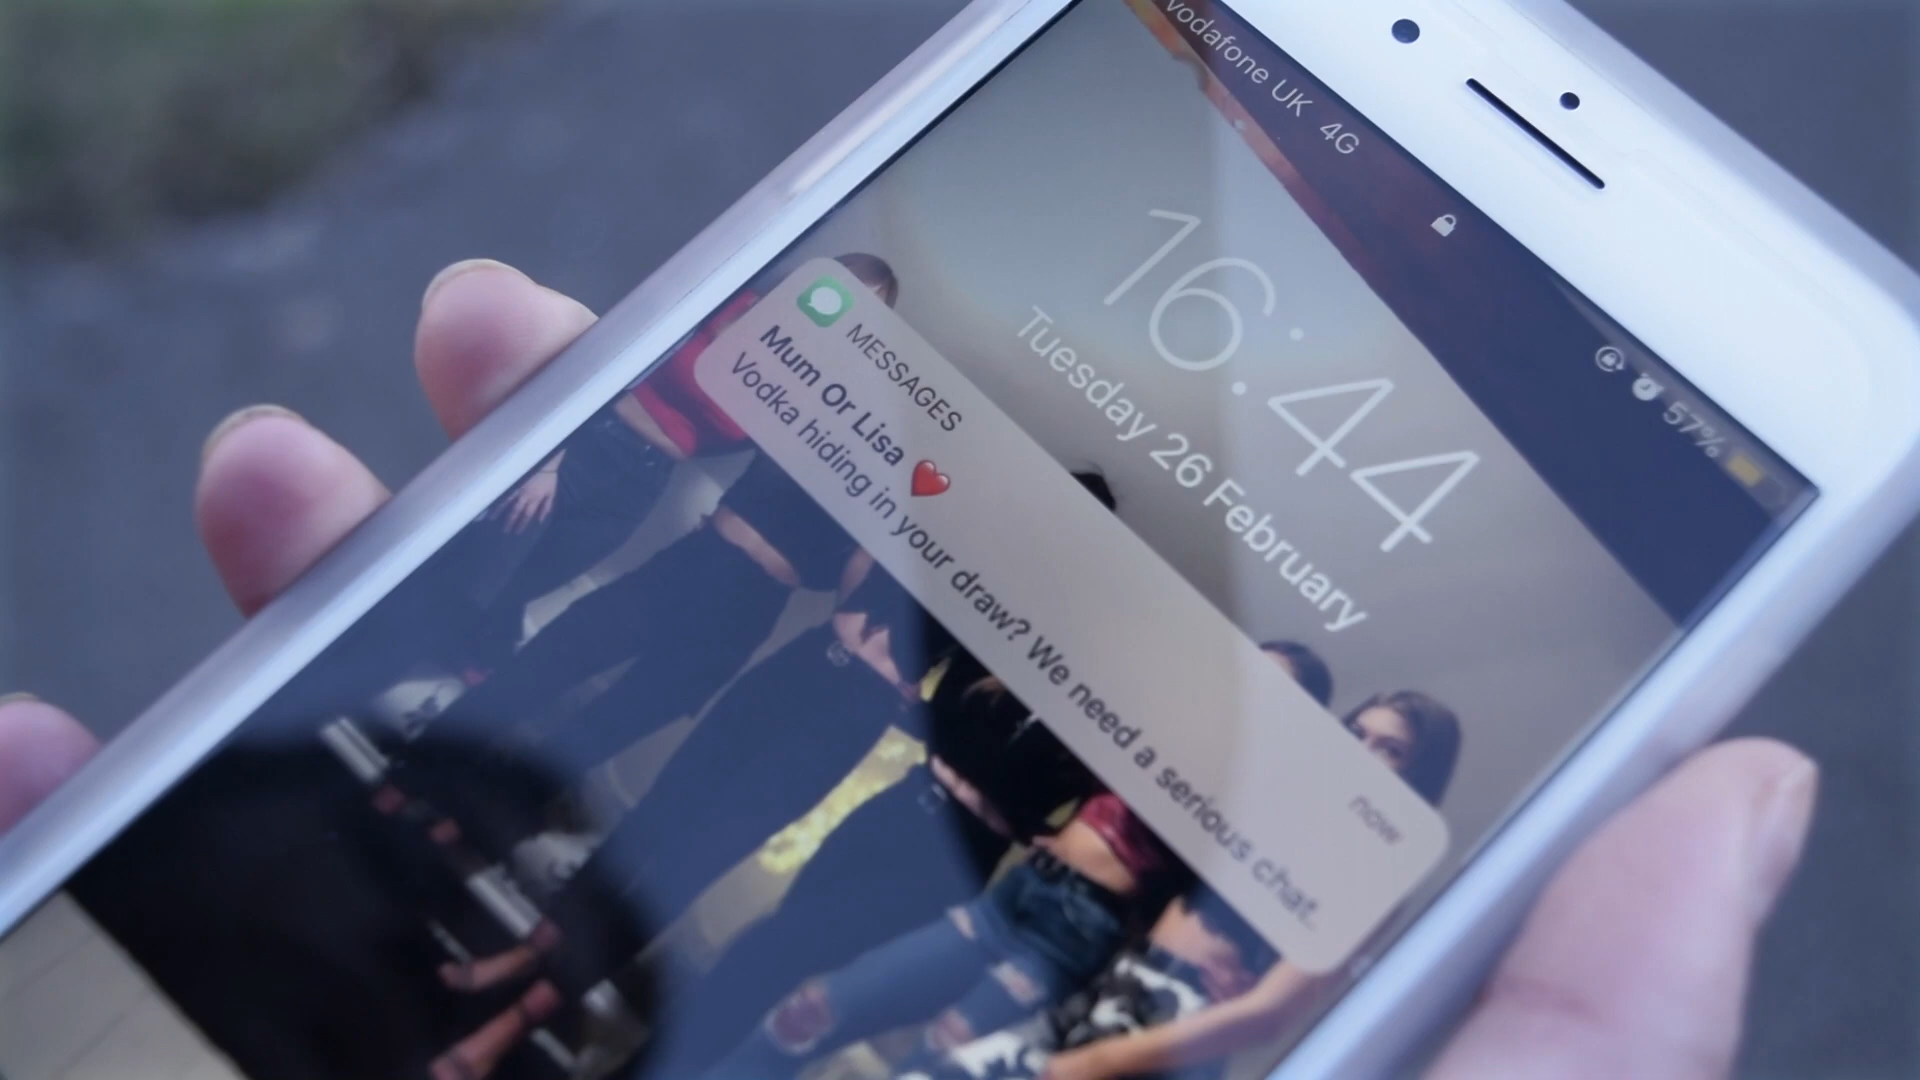 vodafone UK 4G
57%
16:44
Tuesday 26 February
MESSAGES
now
Mum Or Lisa ❤️
Vodka hiding in your draw? We need a serious chat.